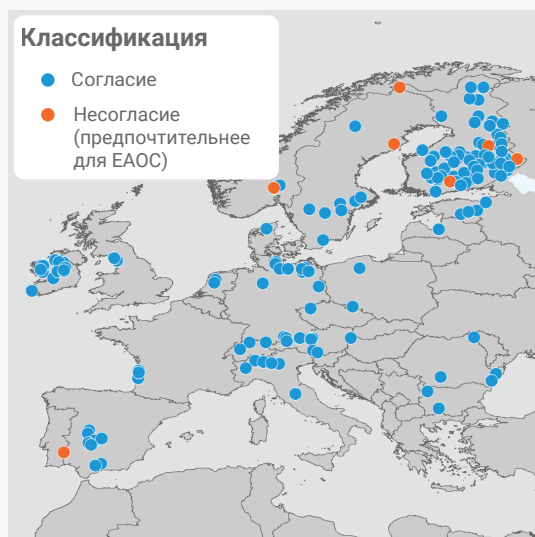 Классификация
Согласие
Несогласие
(предпочтительнее
для ЕАОС)